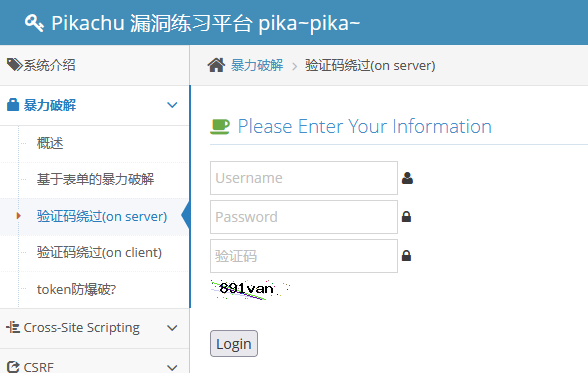 Pikachu 漏洞练习平台 pika~pika~
系统介绍
暴力破解
概述
基于表单的暴力破解
验证码绕过(on server)
验证码绕过(on client)
token防爆破?
Cross-Site Scripting
CSRF
暴力破解 > 验证码绕过(on server)
Please Enter Your Information
Username
Password
验证码
891van
Login